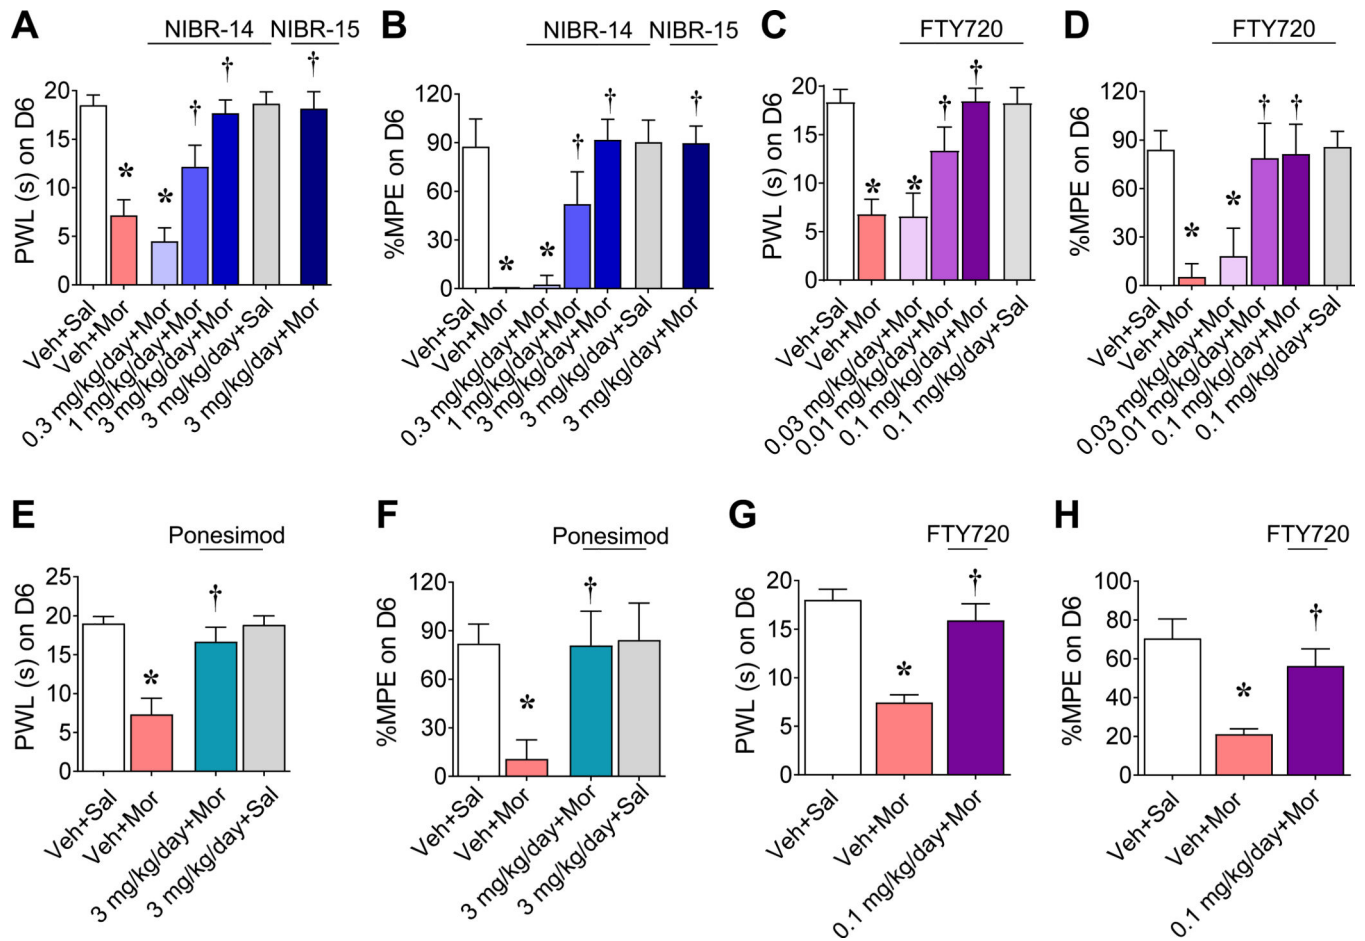 A
NIBR-14 NIBR-15
PWL (s) on D6
20
15
10
5
0
* * † † †
Veh+Sal
Veh+Mor
0.3 mg/kg/day+Mor
1 mg/kg/day+Mor
3 mg/kg/day+Mor
3 mg/kg/day+Sal
3 mg/kg/day+Mor
B
NIBR-14 NIBR-15
%MPE on D6
120
90
60
30
0
* * † † †
Veh+Sal
Veh+Mor
0.3 mg/kg/day+Mor
1 mg/kg/day+Mor
3 mg/kg/day+Mor
3 mg/kg/day+Sal
3 mg/kg/day+Mor
C
FTY720
PWL (s) on D6
20
15
10
5
0
* * † †
Veh+Sal
Veh+Mor
0.03 mg/kg/day+Mor
0.01 mg/kg/day+Mor
0.1 mg/kg/day+Mor
0.1 mg/kg/day+Sal
D
FTY720
%MPE on D6
120
90
60
30
0
* * † †
Veh+Sal
Veh+Mor
0.03 mg/kg/day+Mor
0.01 mg/kg/day+Mor
0.1 mg/kg/day+Mor
0.1 mg/kg/day+Sal
E
Ponesimod
PWL (s) on D6
25
20
15
10
5
0
* †
Veh+Sal
Veh+Mor
3 mg/kg/day+Mor
3 mg/kg/day+Sal
F
Ponesimod
%MPE on D6
120
90
60
30
0
* †
Veh+Sal
Veh+Mor
3 mg/kg/day+Mor
3 mg/kg/day+Sal
G
FTY720
PWL (s) on D6
20
15
10
5
0
* †
Veh+Sal
Veh+Mor
0.1 mg/kg/day+Mor
H
FTY720
%MPE on D6
100
80
60
40
20
0
* †
Veh+Sal
Veh+Mor
0.1 mg/kg/day+Mor